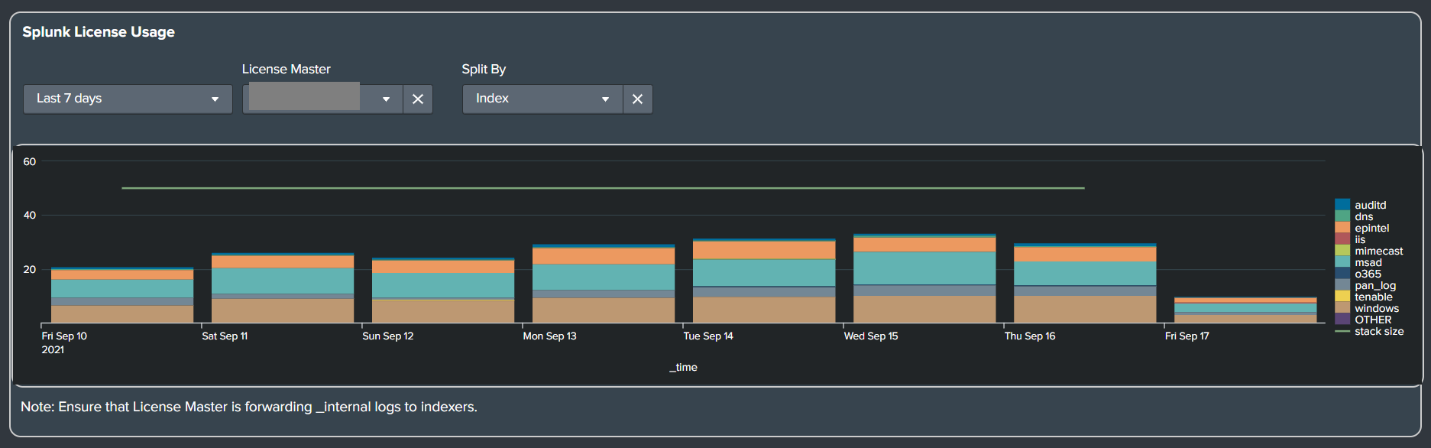 Splunk License Usage
License Master
Split By
Last 7 days
Index
60
40
20
Fri Sep 10
2021
Sat Sep 11
Sun Sep 12
Mon Sep 13
Tue Sep 14
Wed Sep 15
Thu Sep 16
Fri Sep 17
_time
auditd
dns
epintel
iis
mimecast
msad
o365
pan_log
tenable
windows
OTHER
stack size
Note: Ensure that License Master is forwarding _internal logs to indexers.